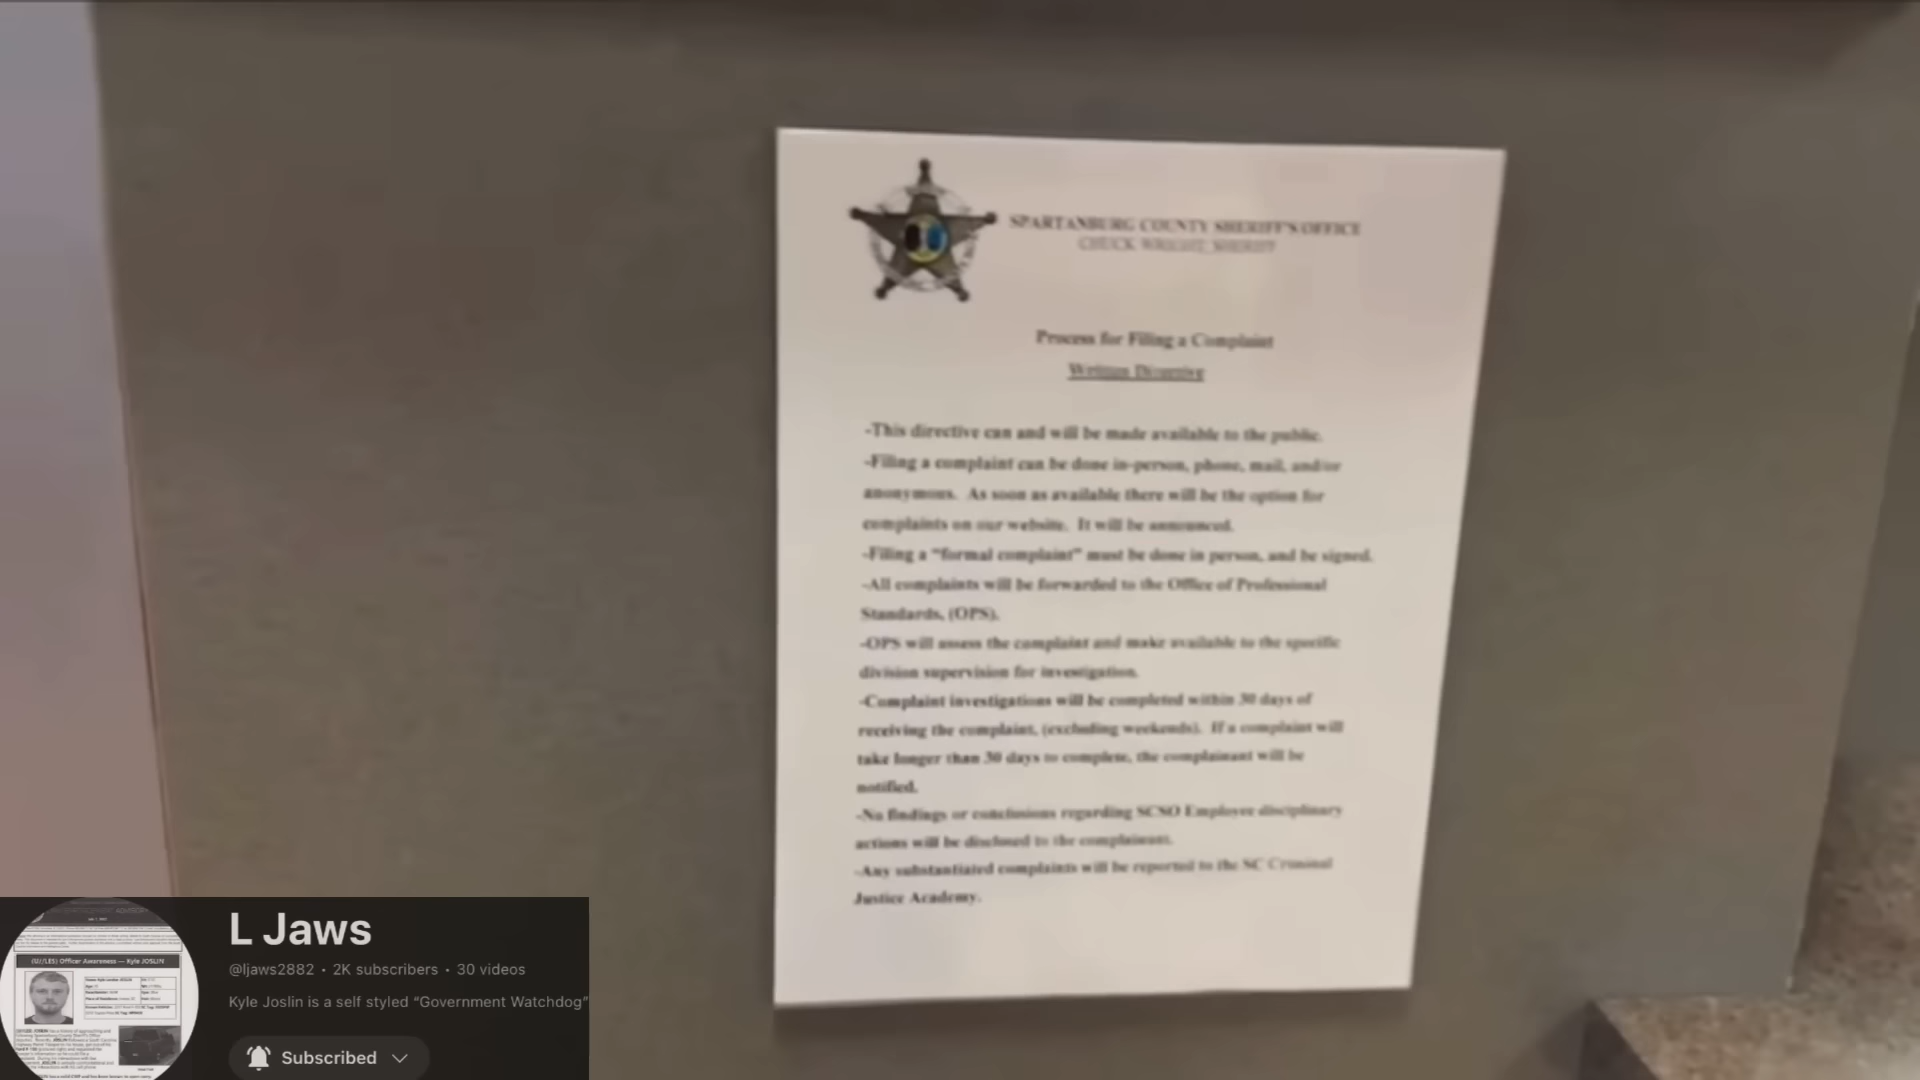 SPARTANBURG COUNTY SHERIFF'S OFFICE
CHUCK WRIGHT, SHERIFF
Process for Filing a Complaint
Written Directive
-This directive can and will be made available to the public.
-Filing a complaint can be done in-person, phone, mail, and/or
anonymous. As soon as available there will be the option for
complaints on our website. It will be announced.
-Filing a "formal complaint" must be done in person, and be signed.
-All complaints will be forwarded to the Office of Professional
Standards, (OPS).
-OPS will assess the complaint and make available to the specific
division supervision for investigation.
-Complaint investigations will be completed within 30 days of
receiving the complaint, (excluding weekends). If a complaint will
take longer than 30 days to complete, the complainant will be
notified.
-No findings or conclusions regarding SCSO Employee disciplinary
actions will be disclosed to the complainant.
-Any substantiated complaints will be reported to the SC Criminal
Justice Academy.
(U//LES) Officer Awareness — Kyle JOSLIN
L Jaws
@ljaws2882 • 2K subscribers • 30 videos
Kyle Joslin is a self styled “Government Watchdog”
Subscribed